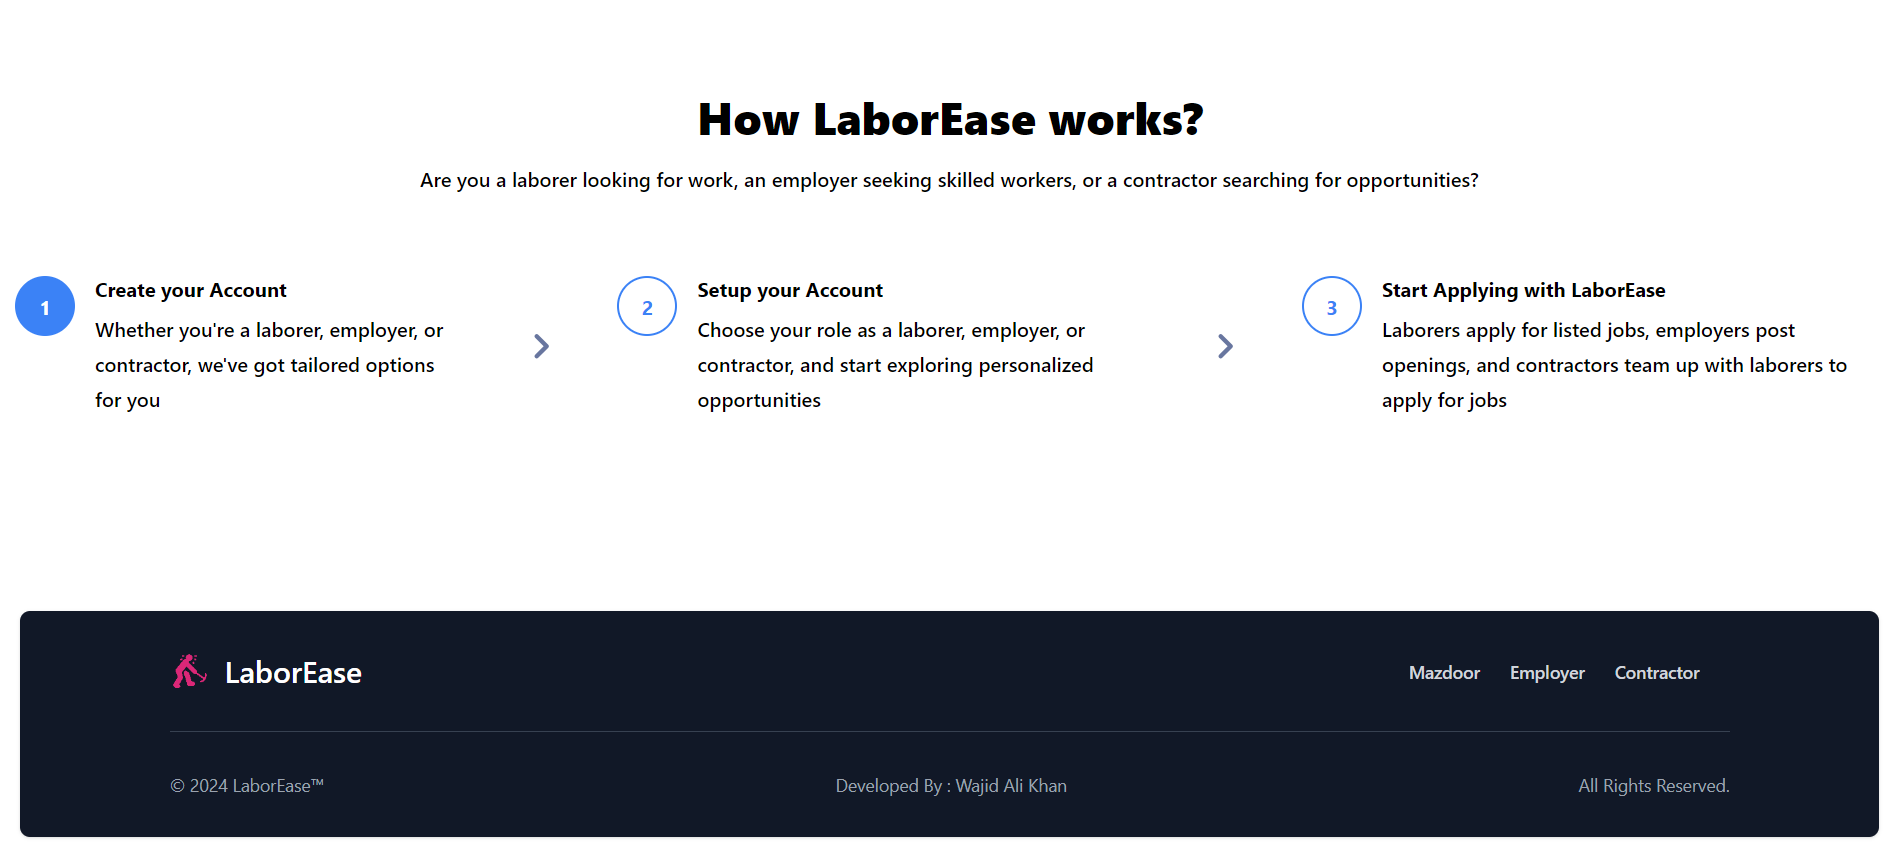 How LaborEase works?
Are you a laborer looking for work, an employer seeking skilled workers, or a contractor searching for opportunities?
1
Create your Account
Whether you're a laborer, employer, or
contractor, we've got tailored options
for you
2
Setup your Account
Choose your role as a laborer, employer, or
contractor, and start exploring personalized
opportunities
3
Start Applying with LaborEase
Laborers apply for listed jobs, employers post
openings, and contractors team up with laborers to
apply for jobs
LaborEase
Mazdoor Employer Contractor
© 2024 LaborEase™
Developed By : Wajid Ali Khan
All Rights Reserved.